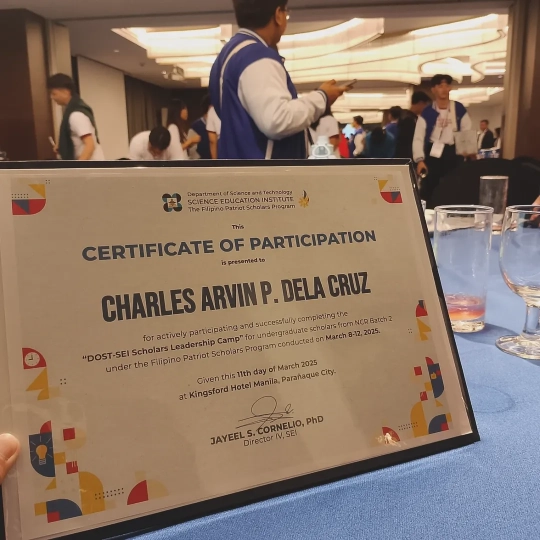 Department of Science and Technology
SCIENCE EDUCATION INSTITUTE
The Filipino Patriot Scholars Program
This
CERTIFICATE OF PARTICIPATION
is presented to
CHARLES ARVIN P. DELA CRUZ
for actively participating and successfully completing the
"DOST-SEI Scholars Leadership Camp" for undergraduate scholars from NCR Batch 2
under the Filipino Patriot Scholars Program conducted on March 8-12, 2025.
Given this 11th day of March 2025
at Kingsford Hotel Manila, Parañaque City.
JAYEEL S. CORNELIO, PhD
Director IV, SEI